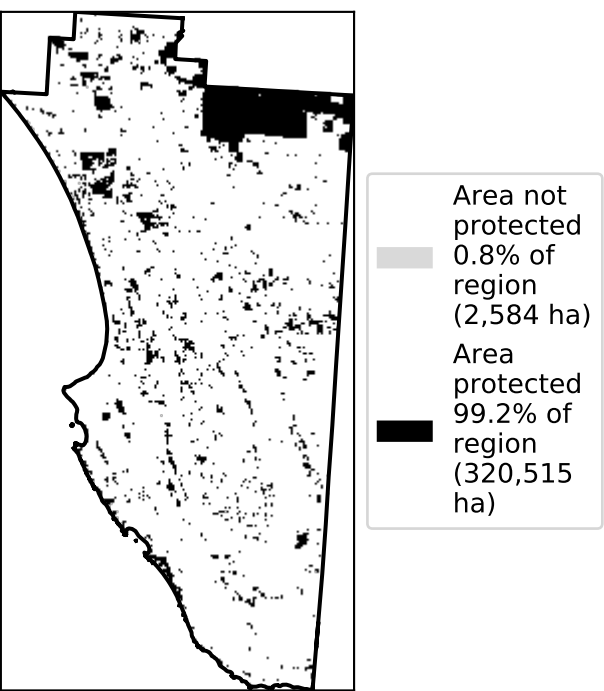 Area not
protected
0.8% of
region
(2,584 ha)
Area
protected
99.2% of
region
(320,515
ha)